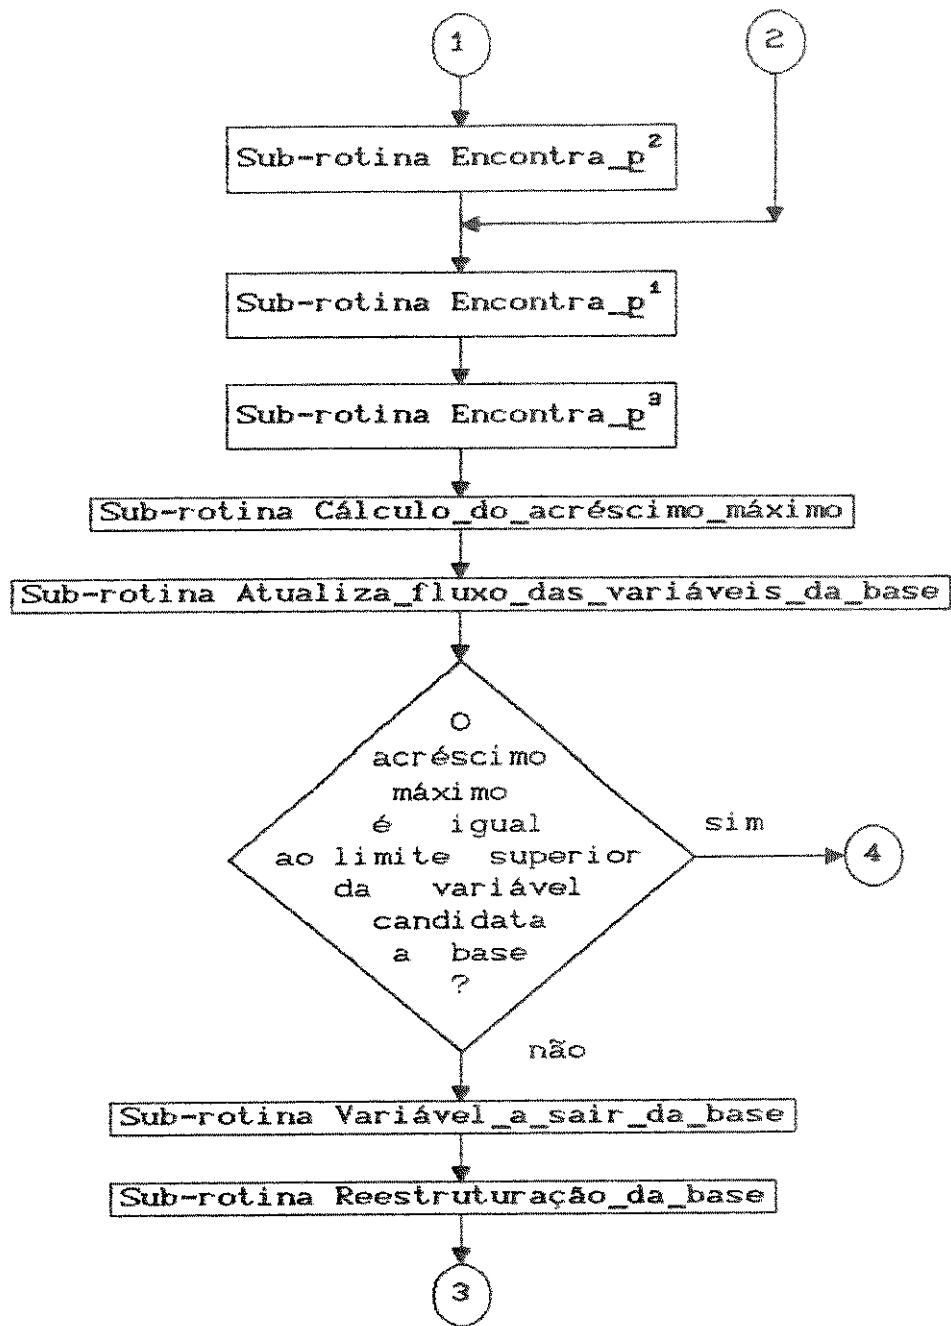 1
2
Sub-rotina Encontra_p²
Sub-rotina Encontra_p¹
Sub-rotina Encontra_p³
Sub-rotina Cálculo_do_acréscimo_máximo
Sub-rotina Atualiza_fluxo_das_variáveis_da_base
O
acréscimo
máximo
é igual
ao limite superior
da variável
candidata
a base
?
sim
4
não
Sub-rotina Variável_a_sair_da_base
Sub-rotina Reestruturação_da_base
3